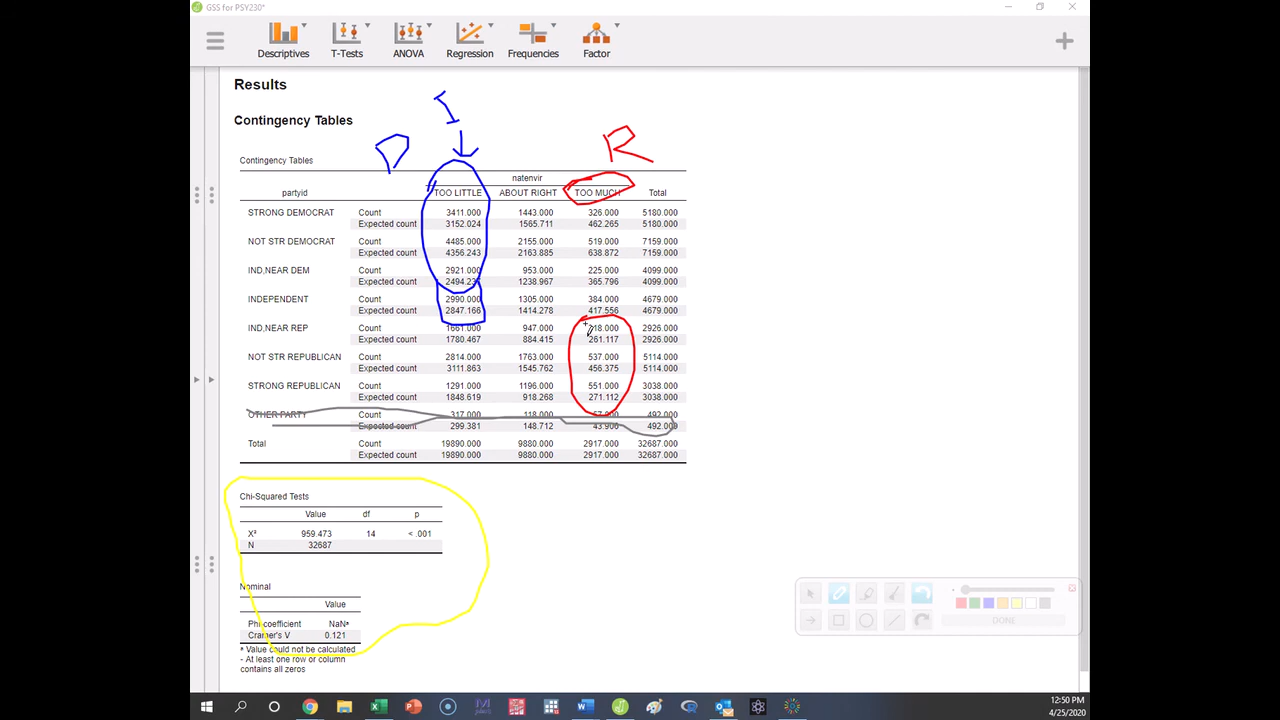 GSS for PSY230*
Descriptives T-Tests ANOVA Regression Frequencies Factor
Results
I
Contingency Tables
D R
Contingency Tables
natenvir
partyid TOO LITTLE ABOUT RIGHT TOO MUCH Total
STRONG DEMOCRAT Count 3411.000 1443.000 326.000 5180.000
Expected count 3152.024 1565.711 462.265 5180.000
NOT STR DEMOCRAT Count 4485.000 2155.000 519.000 7159.000
Expected count 4356.243 2163.885 638.872 7159.000
IND,NEAR DEM Count 2921.000 953.000 225.000 4099.000
Expected count 1238.967 365.796 4099.000
INDEPENDENT Count 2990.000 1305.000 384.000 4679.000
Expected count 2847.166 1414.278 417.556 4679.000
IND,NEAR REP Count 1661.000 947.000 2926.000
Expected count 1780.467 884.415 261.117 2926.000
NOT STR REPUBLICAN Count 2814.000 1763.000 537.000 5114.000
Expected count 3111.863 1545.762 456.375 5114.000
STRONG REPUBLICAN Count 1291.000 1196.000 551.000 3038.000
Expected count 1848.619 918.268 271.112 3038.000
OTHER PARTY Count 317.000 118.000 57.000 492.000
Expected count 299.381 148.712 43.906 492.000
Total Count 19890.000 9880.000 2917.000 32687.000
Expected count 19890.000 9880.000 2917.000 32687.000
Chi-Squared Tests
Value df p
X² 959.473 14 < .001
N 32687
Nominal
Value
Phi-coefficient NaNᵃ
Cramer's V 0.121
ᵃ Value could not be calculated
- At least one row or column
contains all zeros
DONE
12:50 PM
4/25/2020